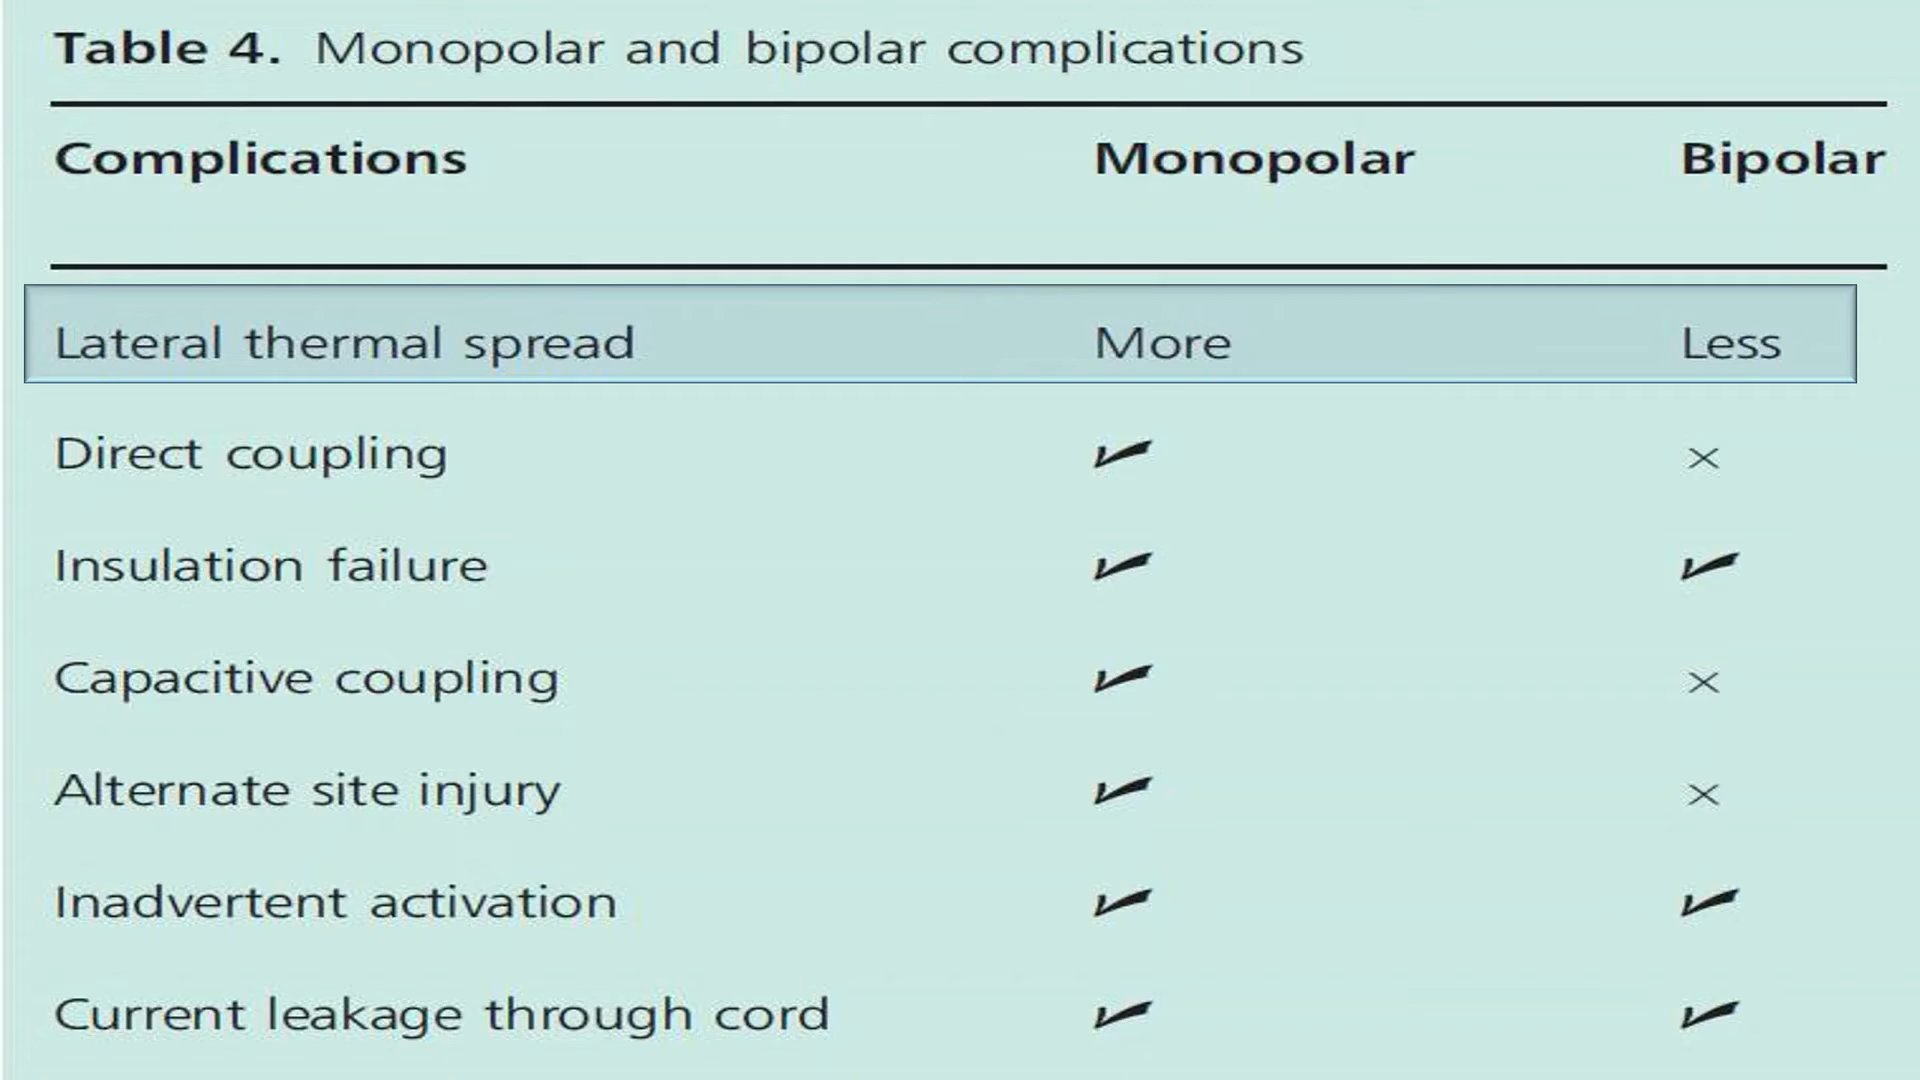 Table 4. Monopolar and bipolar complications
Complications Monopolar Bipolar
Lateral thermal spread More Less
Direct coupling ✓ ×
Insulation failure ✓ ✓
Capacitive coupling ✓ ×
Alternate site injury ✓ ×
Inadvertent activation ✓ ✓
Current leakage through cord ✓ ✓